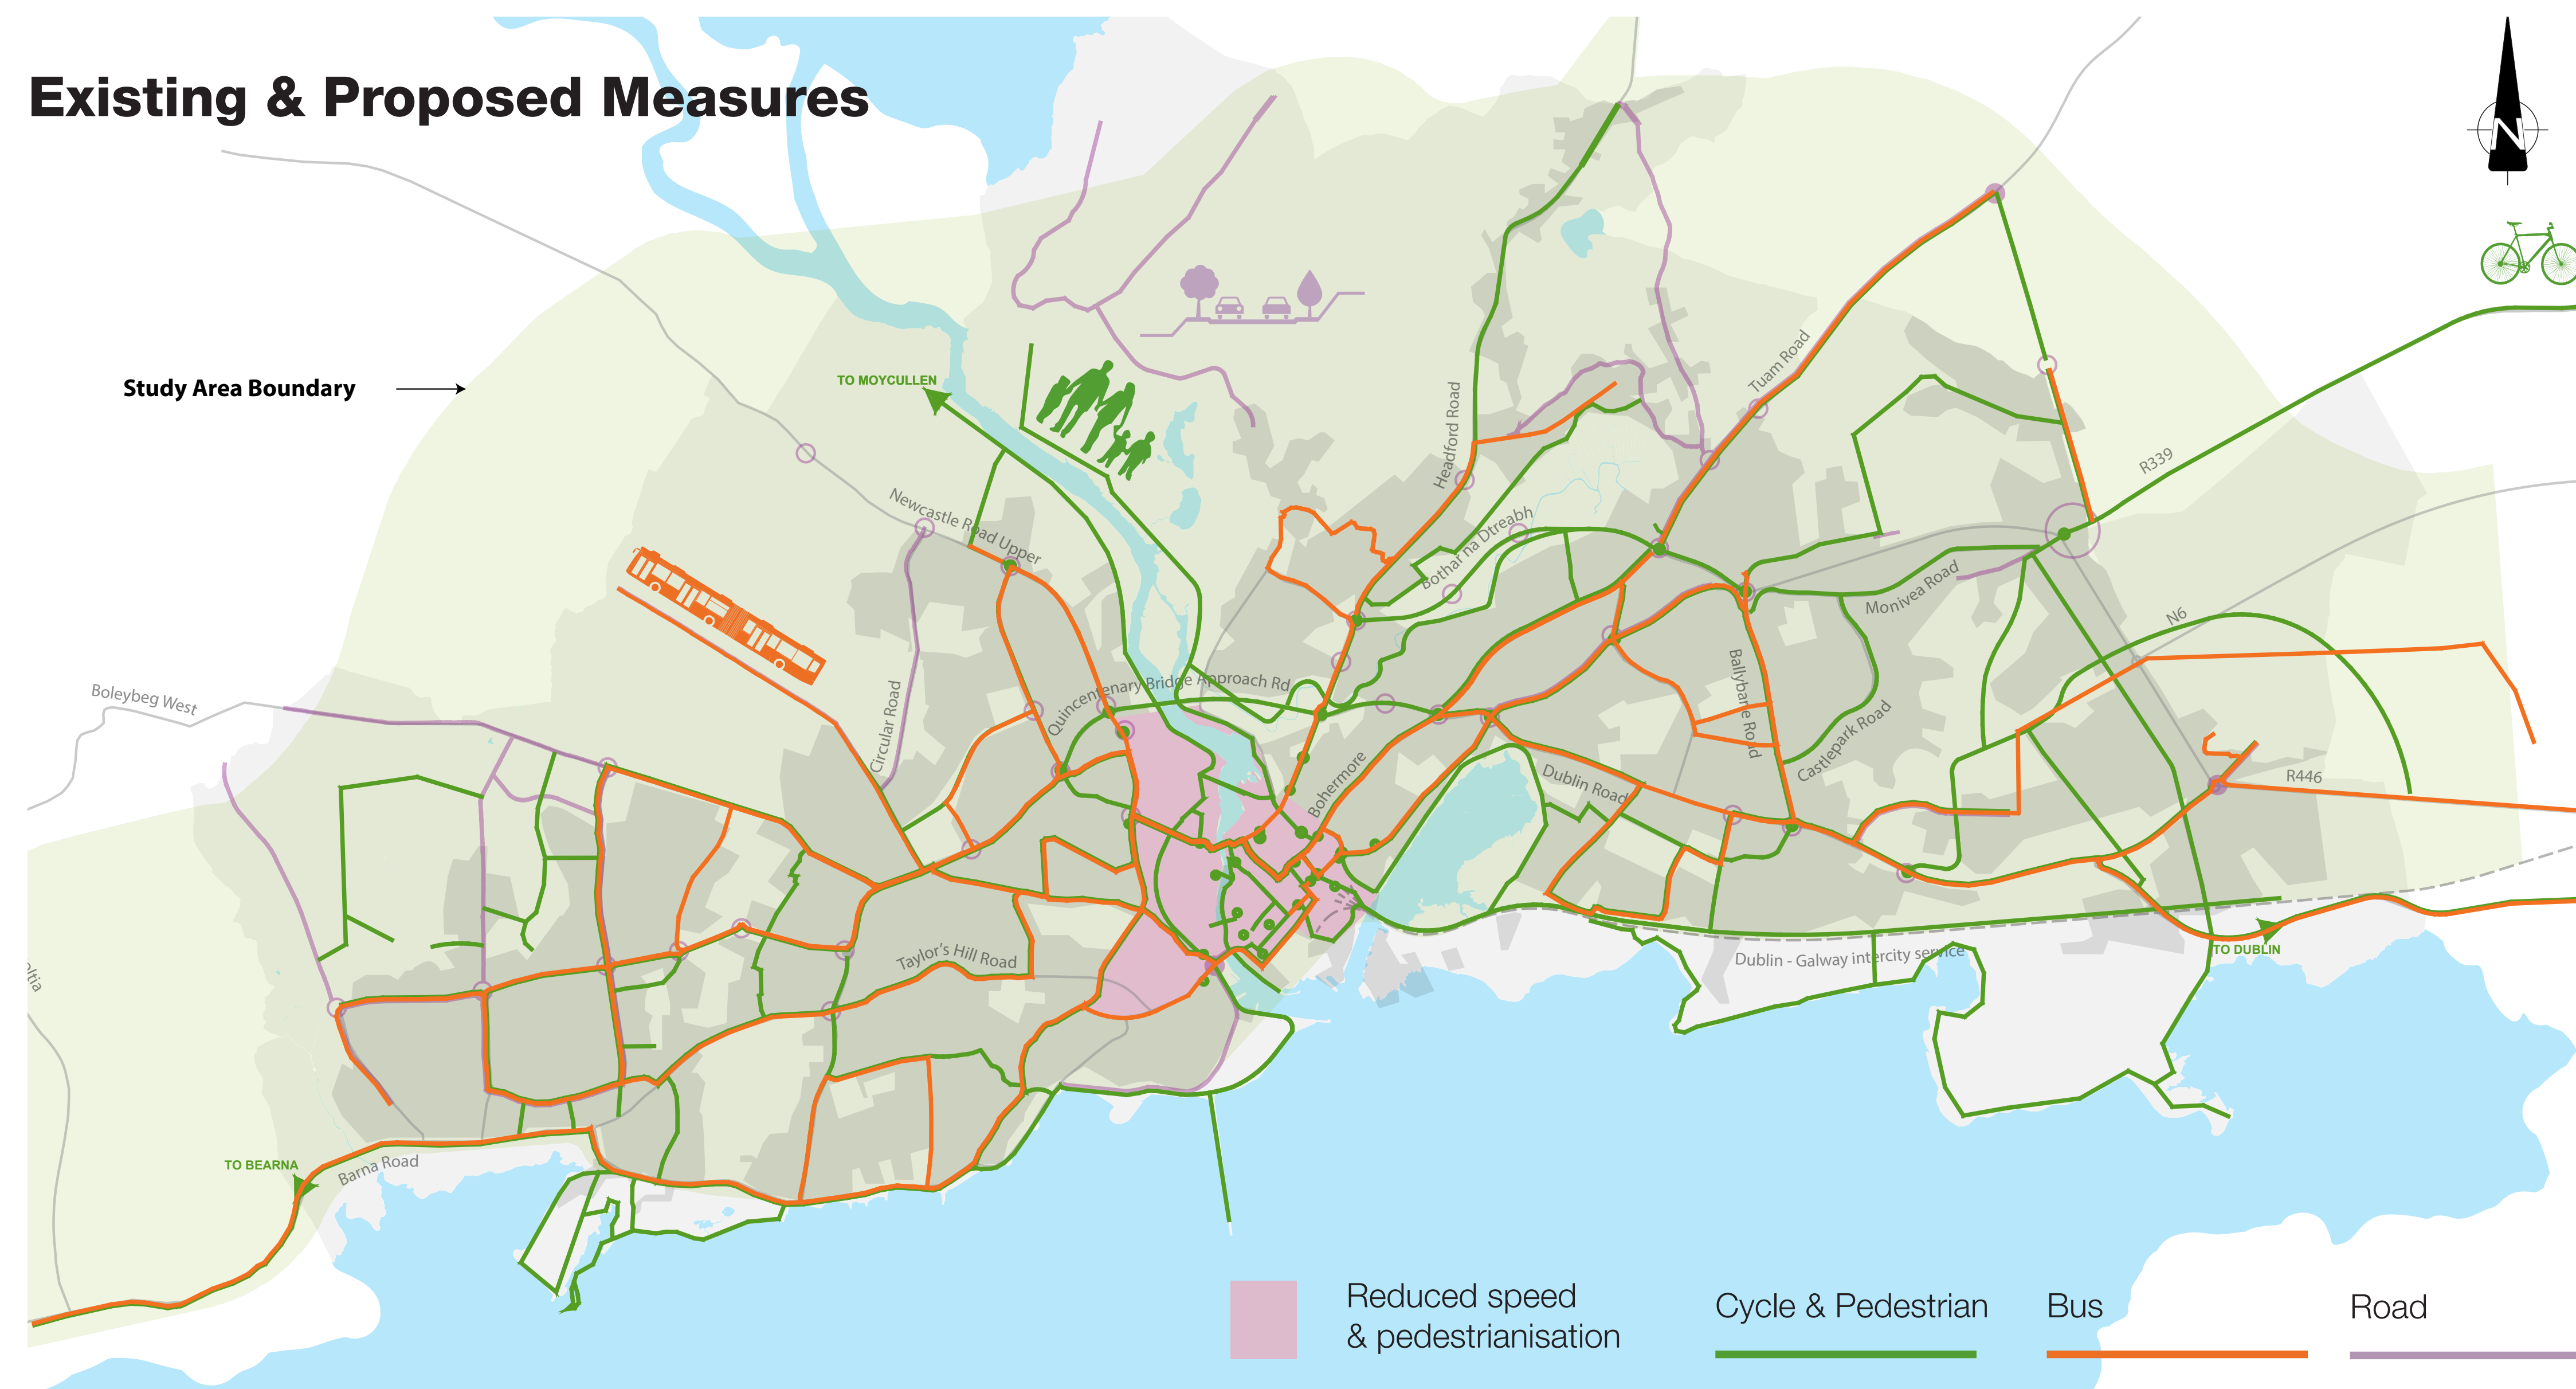 Existing & Proposed Measures
N
Study Area Boundary
TO MOYCULLEN
Headford Road
Tuam Road
R339
Newcastle Road Upper
Bothar na Dtreabh
Monivea Road
N6
Boleybeg West
Circular Road
Quincentenary Bridge Approach Rd
Ballybane Road
Castlepark Road
Bohermore
Dublin Road
R446
Taylor's Hill Road
TO DUBLIN
Dublin - Galway intercity service
TO BEARNA
Barna Road
Reduced speed
& pedestrianisation
Cycle & Pedestrian
Bus
Road